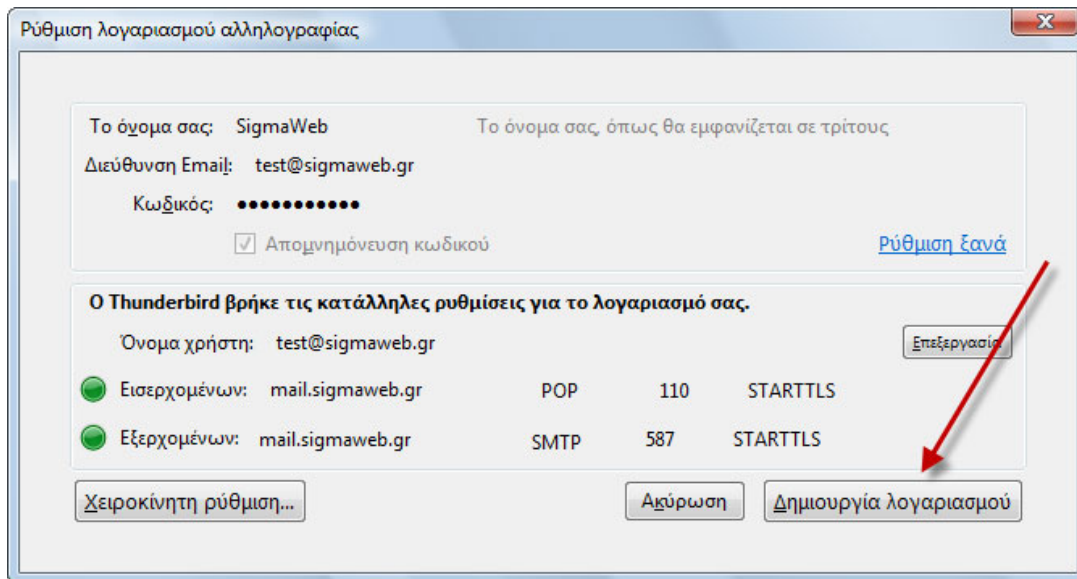 Ρύθμιση λογαριασμού αλληλογραφίας
Το όνομα σας: SigmaWeb Το όνομα σας, όπως θα εμφανίζεται σε τρίτους
Διεύθυνση Email: test@sigmaweb.gr
Κωδικός: •••••••••••
Απομνημόνευση κωδικού Ρύθμιση ξανά
Ο Thunderbird βρήκε τις κατάλληλες ρυθμίσεις για το λογαριασμό σας.
Όνομα χρήστη: test@sigmaweb.gr Επεξεργασία
Εισερχομένων: mail.sigmaweb.gr POP 110 STARTTLS
Εξερχομένων: mail.sigmaweb.gr SMTP 587 STARTTLS
Χειροκίνητη ρύθμιση... Ακύρωση Δημιουργία λογαριασμού